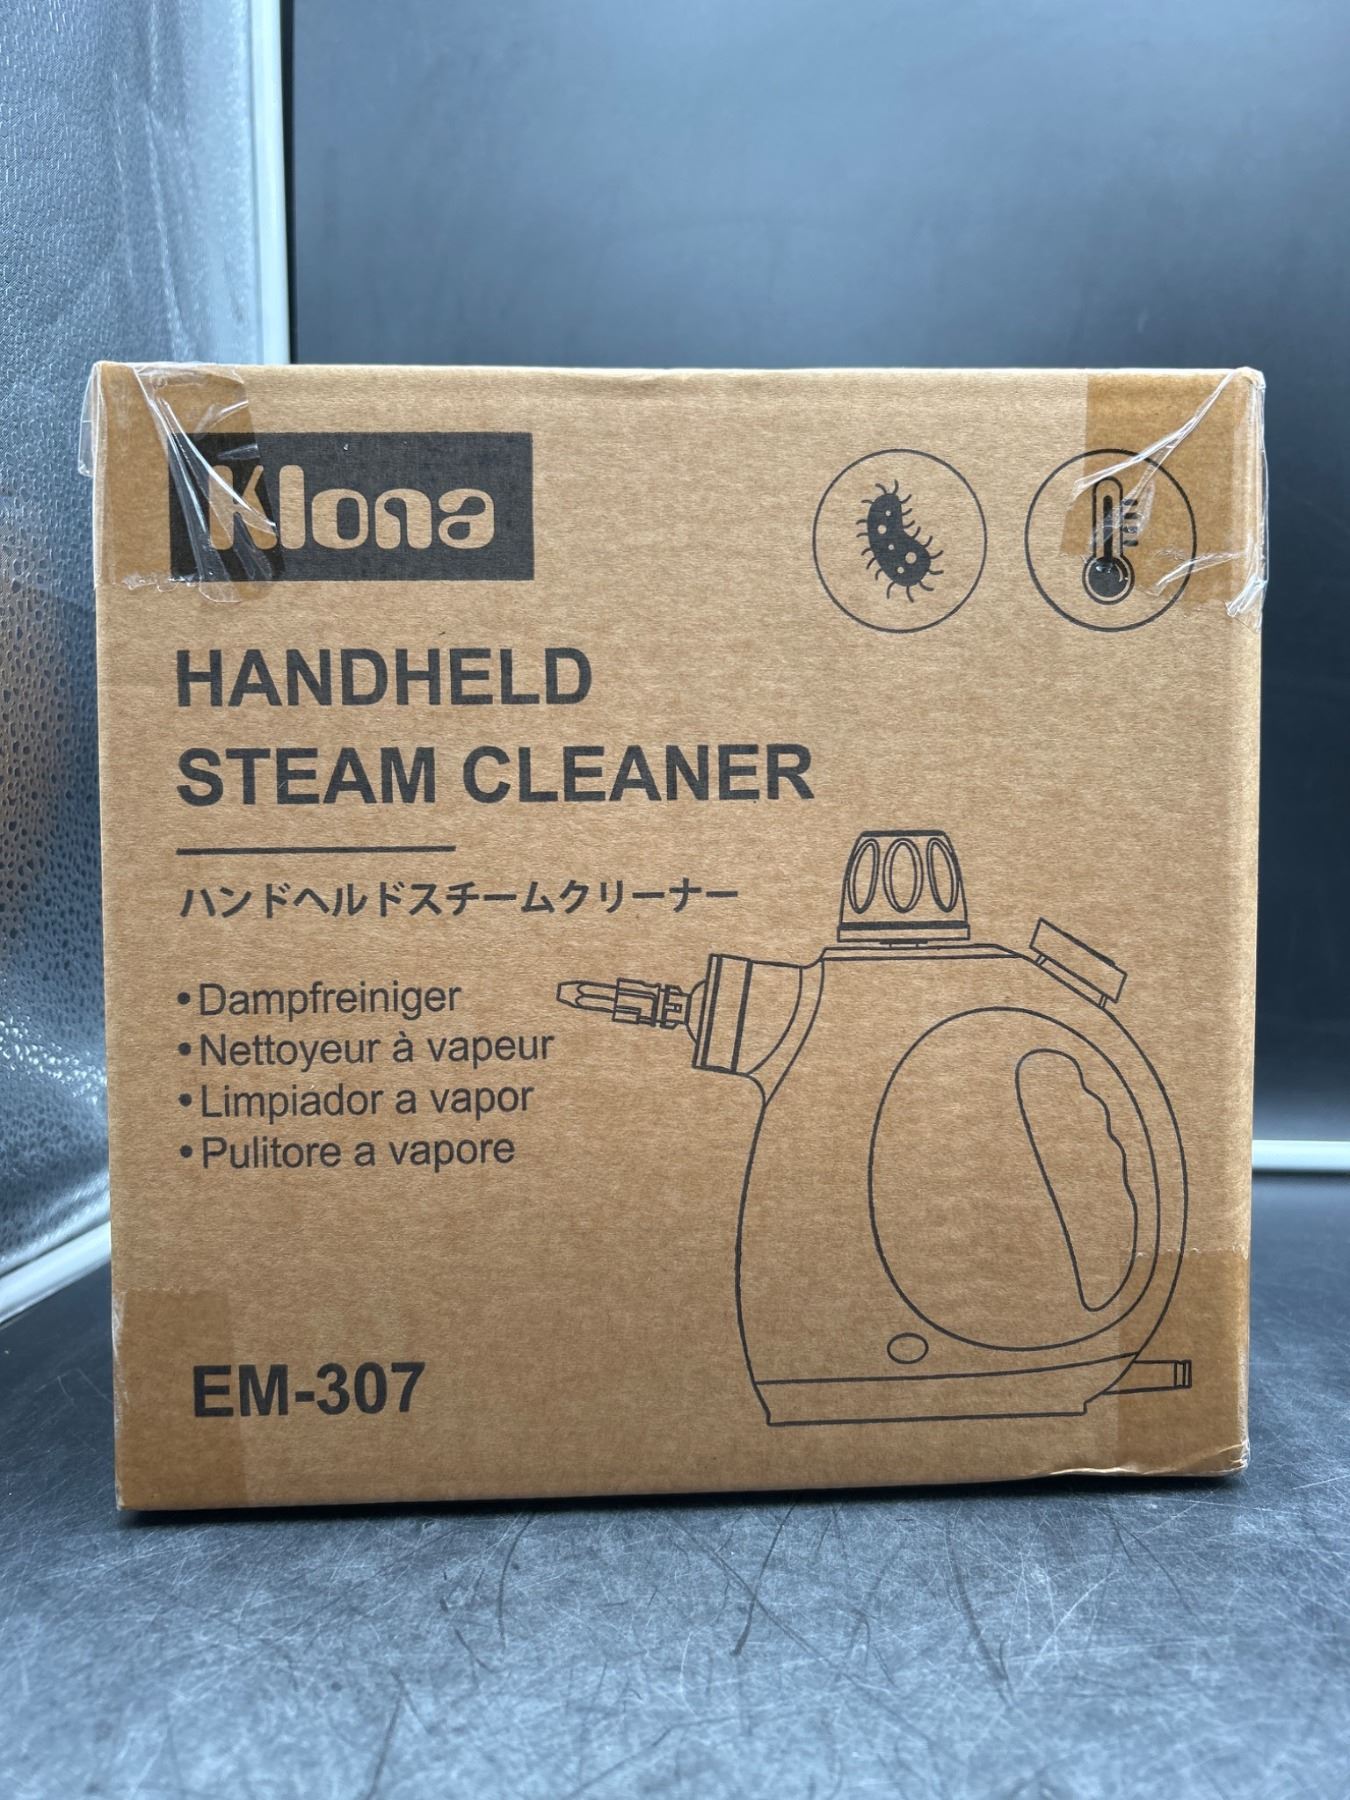 Klona
HANDHELD
STEAM CLEANER
ハンドヘルドスチームクリーナー
•Dampfreiniger
•Nettoyeur à vapeur
•Limpiador a vapor
•Pulitore a vapore
EM-307